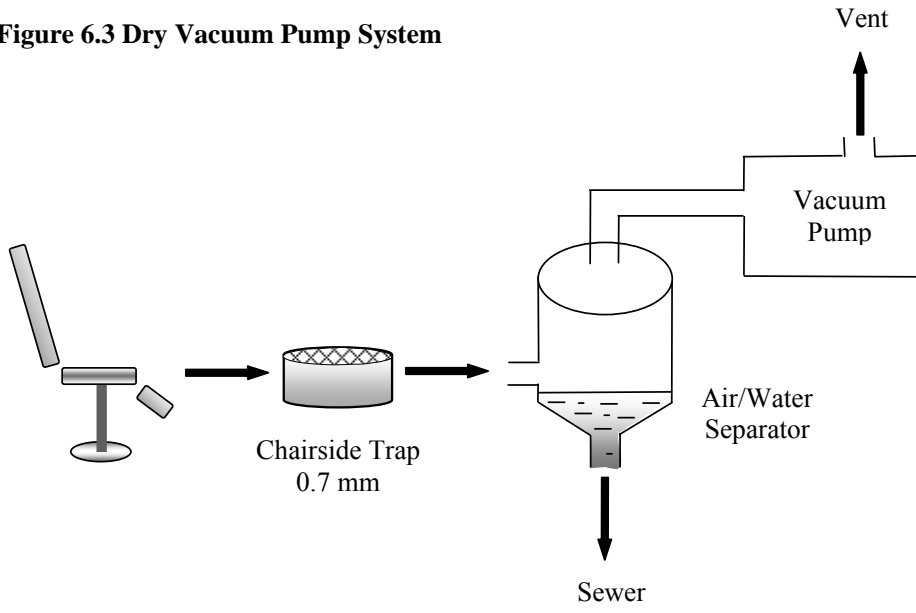 Figure 6.3 Dry Vacuum Pump System
Vent
Vacuum
Pump
Air/Water
Separator
Chairside Trap
0.7 mm
Sewer